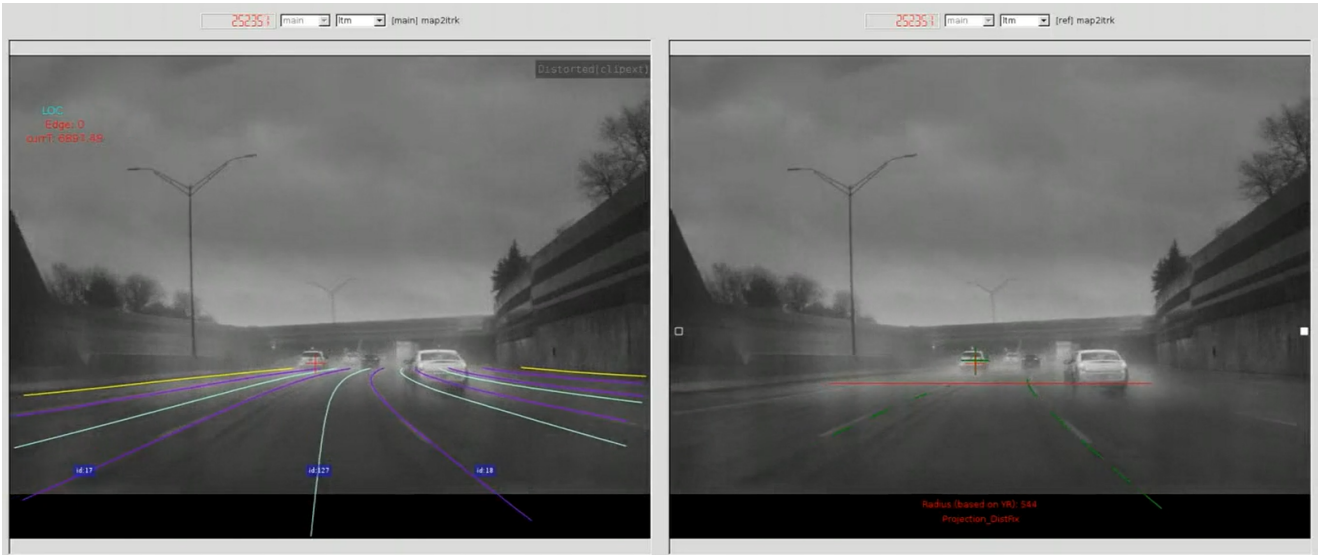 252351 main ltm [main] map2itrk
252351 main ltm [ref] map2itrk
Distorted|clipext|
LDC
Edge: 0
id:17
id:127
id:18
Radius (based on YR): 544
Projection_DistFix